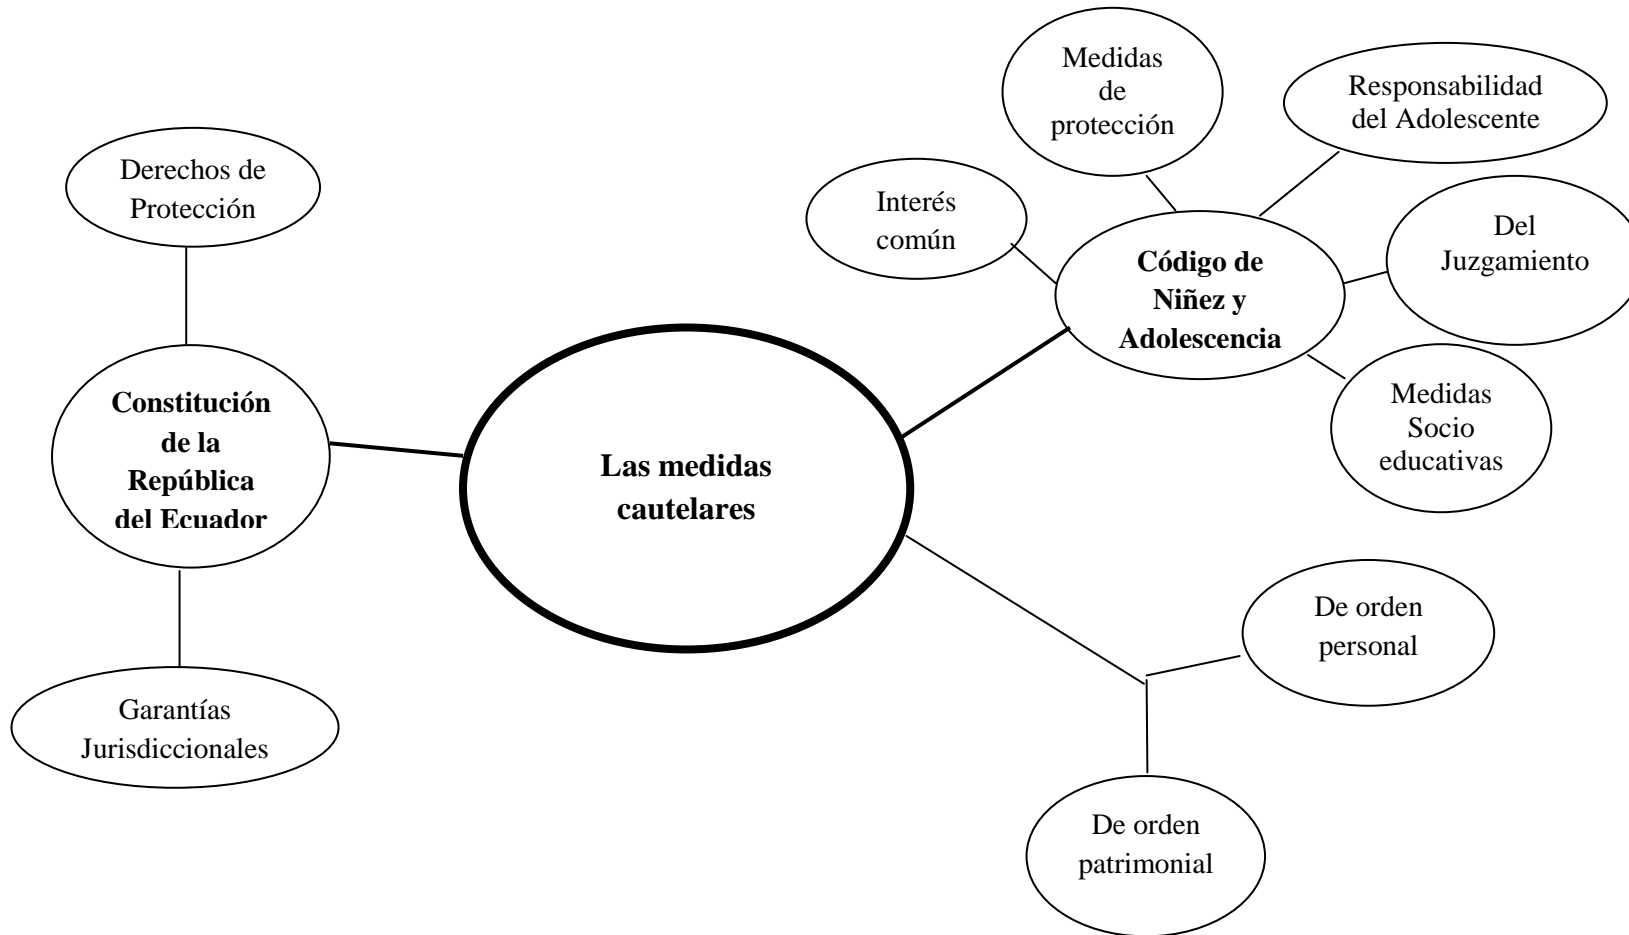 Medidas
de
protección
Responsabilidad
del Adolescente
Derechos de
Protección
Interés
común
Del
Juzgamiento
Código de
Niñez y
Adolescencia
Constitución
de la
República
del Ecuador
Medidas
Socio
educativas
Las medidas
cautelares
De orden
personal
Garantías
Jurisdiccionales
De orden
patrimonial